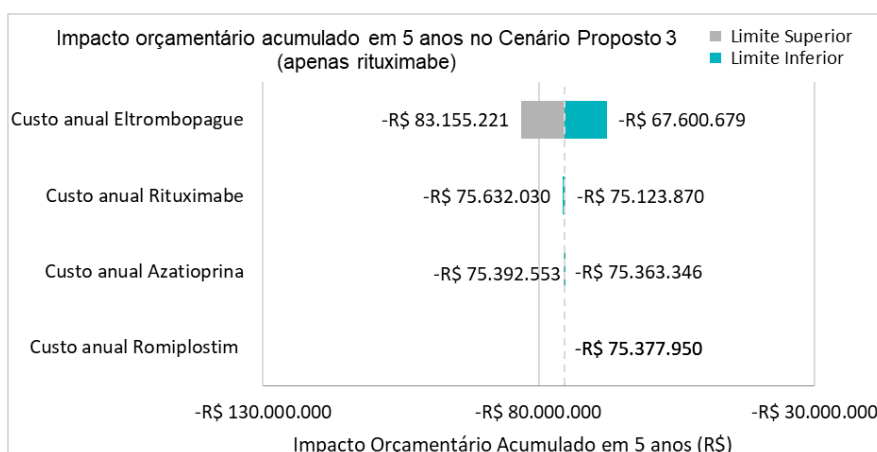 Impacto orçamentário acumulado em 5 anos no Cenário Proposto 3
(apenas rituximabe)
Limite Superior
Limite Inferior
Custo anual Eltrombopague
-R$ 83.155.221
-R$ 67.600.679
Custo anual Rituximabe
-R$ 75.632.030
-R$ 75.123.870
Custo anual Azatioprina
-R$ 75.392.553
-R$ 75.363.346
Custo anual Romiplostim
-R$ 75.377.950
-R$ 130.000.000
-R$ 80.000.000
-R$ 30.000.000
Impacto Orçamentário Acumulado em 5 anos (R$)